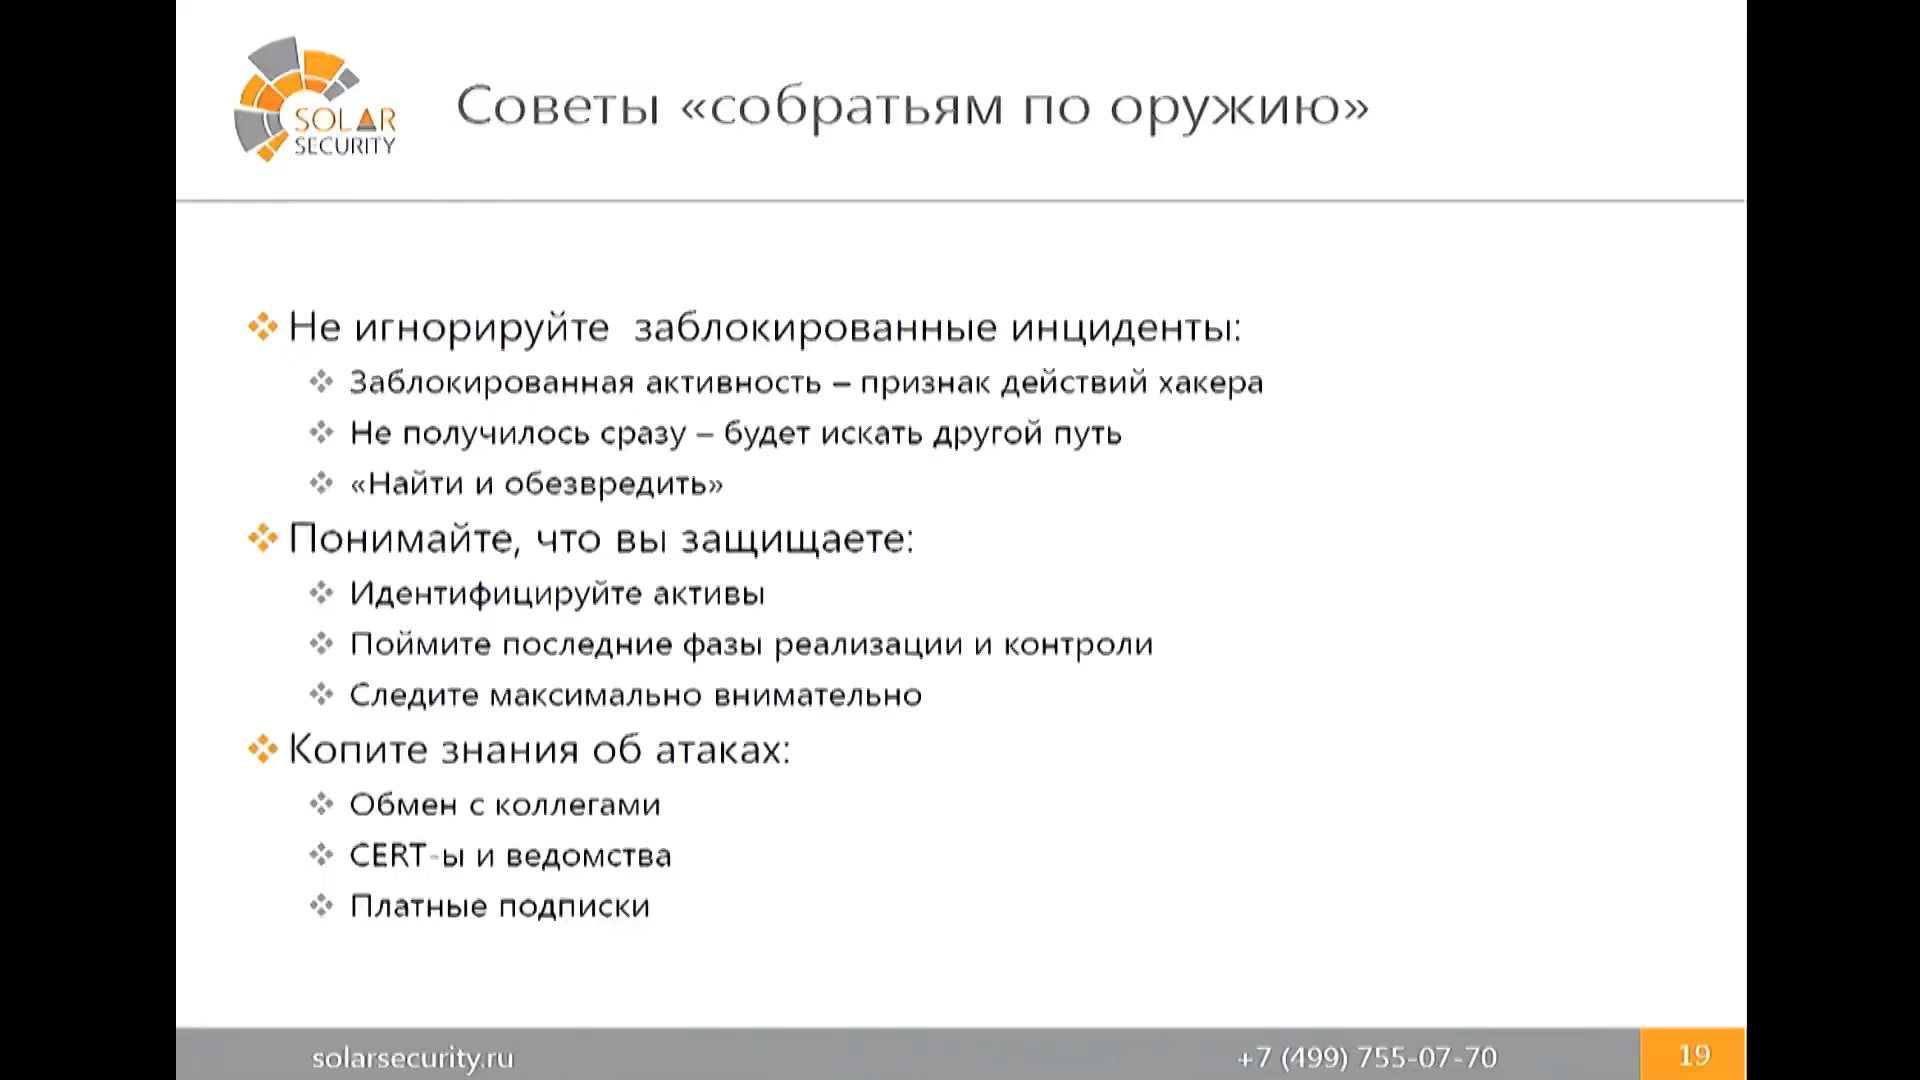 SOLAR
SECURITY
Советы «собратьям по оружию»
Не игнорируйте заблокированные инциденты:
Заблокированная активность – признак действий хакера
Не получилось сразу – будет искать другой путь
«Найти и обезвредить»
Понимайте, что вы защищаете:
Идентифицируйте активы
Поймите последние фазы реализации и контроли
Следите максимально внимательно
Копите знания об атаках:
Обмен с коллегами
CERT-ы и ведомства
Платные подписки
solarsecurity.ru
+7 (499) 755-07-70
19